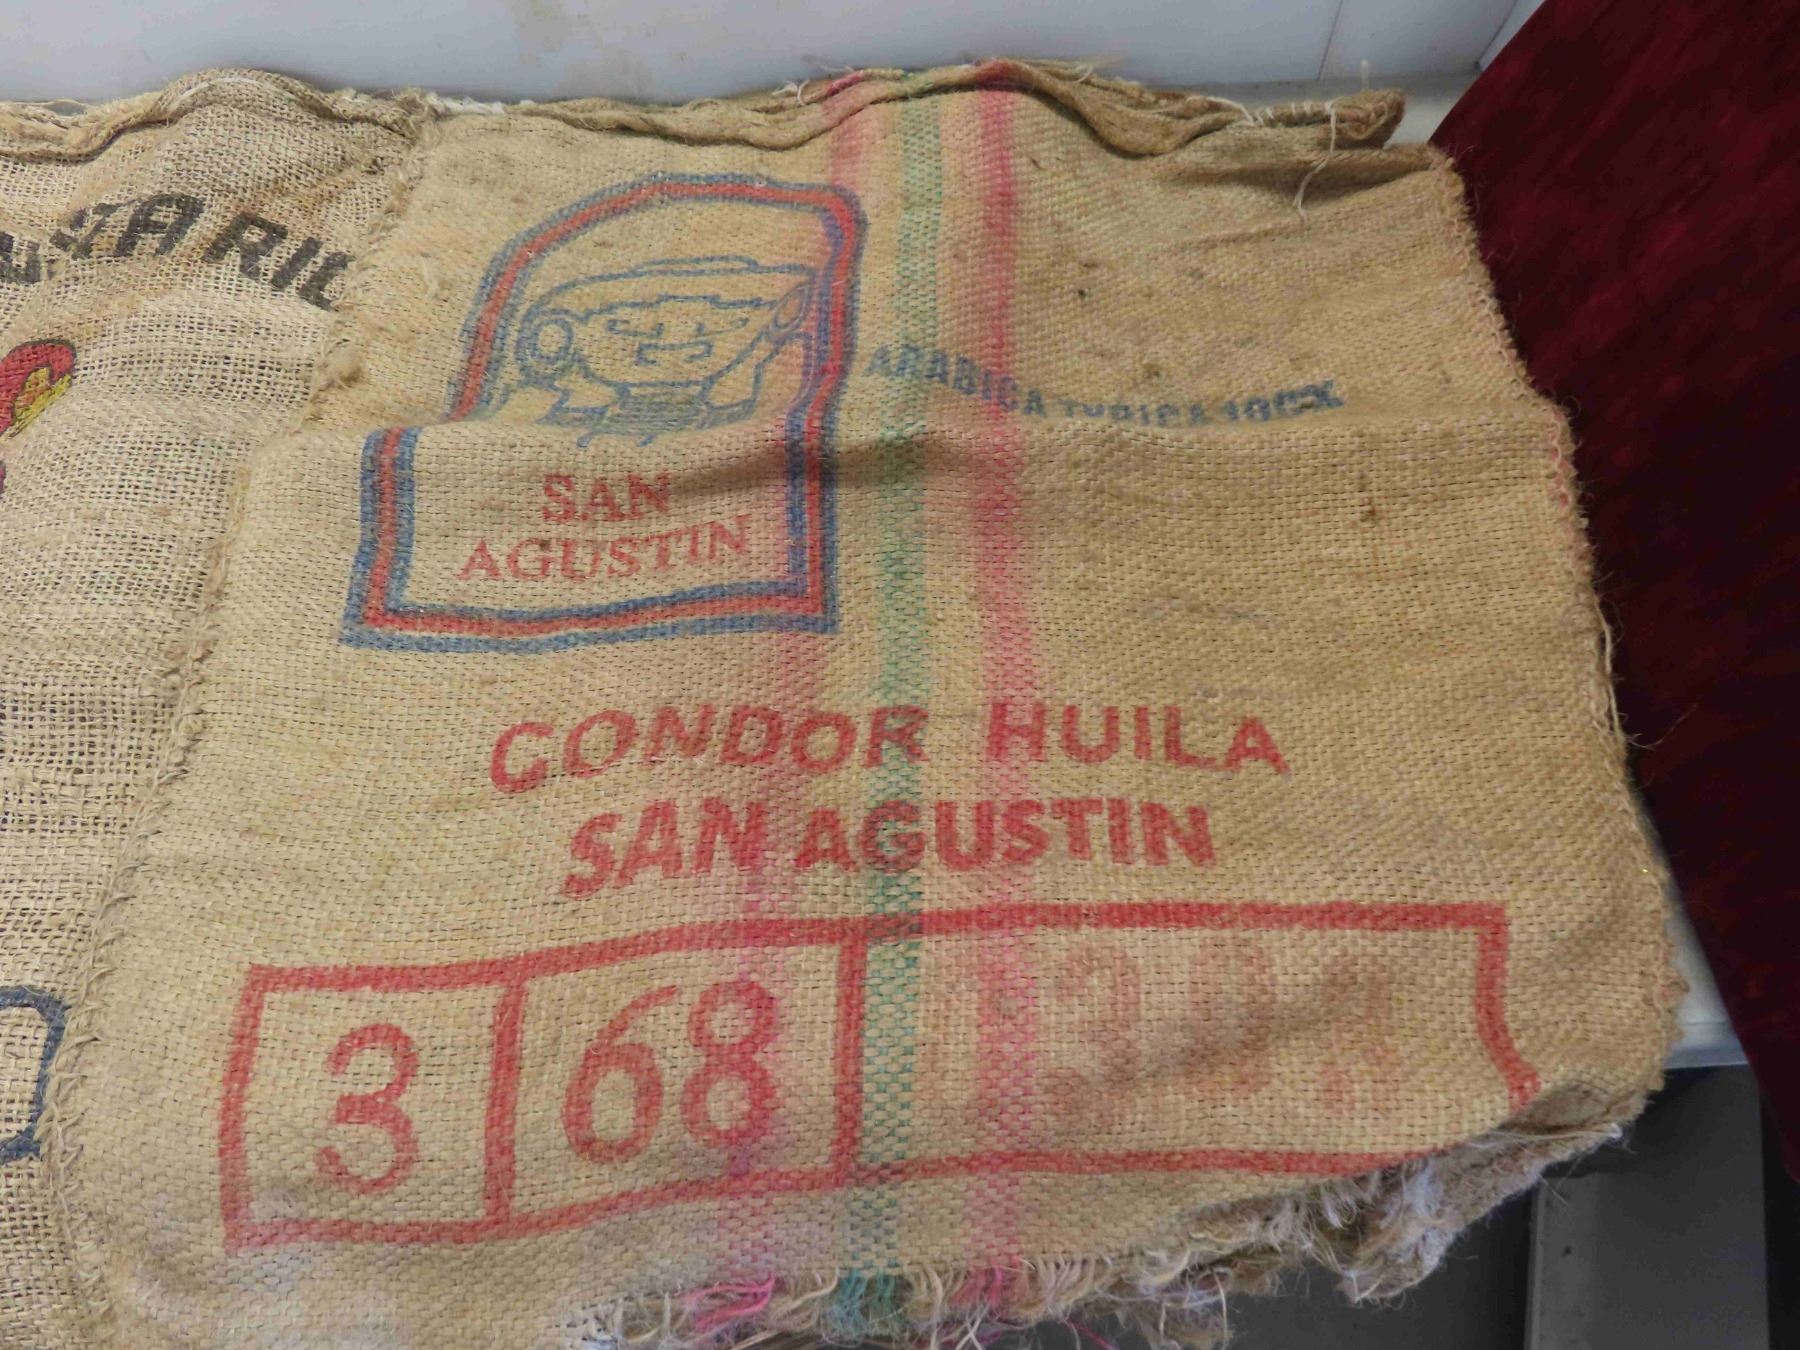 SAN
AGUSTIN
ARABICA TYPICA 100%
CONDOR HUILA
SAN AGUSTIN
3 68